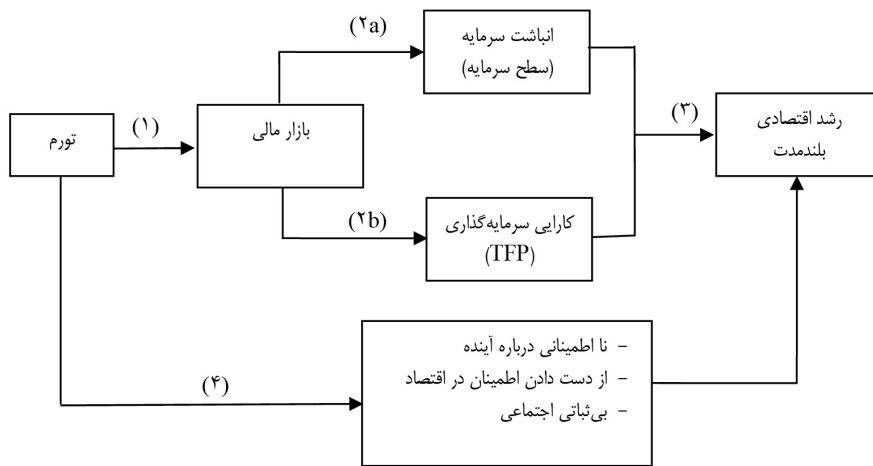 (۲a)
انباشت سرمایه
(سطح سرمایه)
(۱)
تورم
بازار مالی
(۳)
رشد اقتصادی
بلندمدت
(۲b)
کارایی سرمایه‌گذاری
(TFP)
(۴)
- نا اطمینانی درباره آینده
- از دست دادن اطمینان در اقتصاد
- بی‌ثباتی اجتماعی